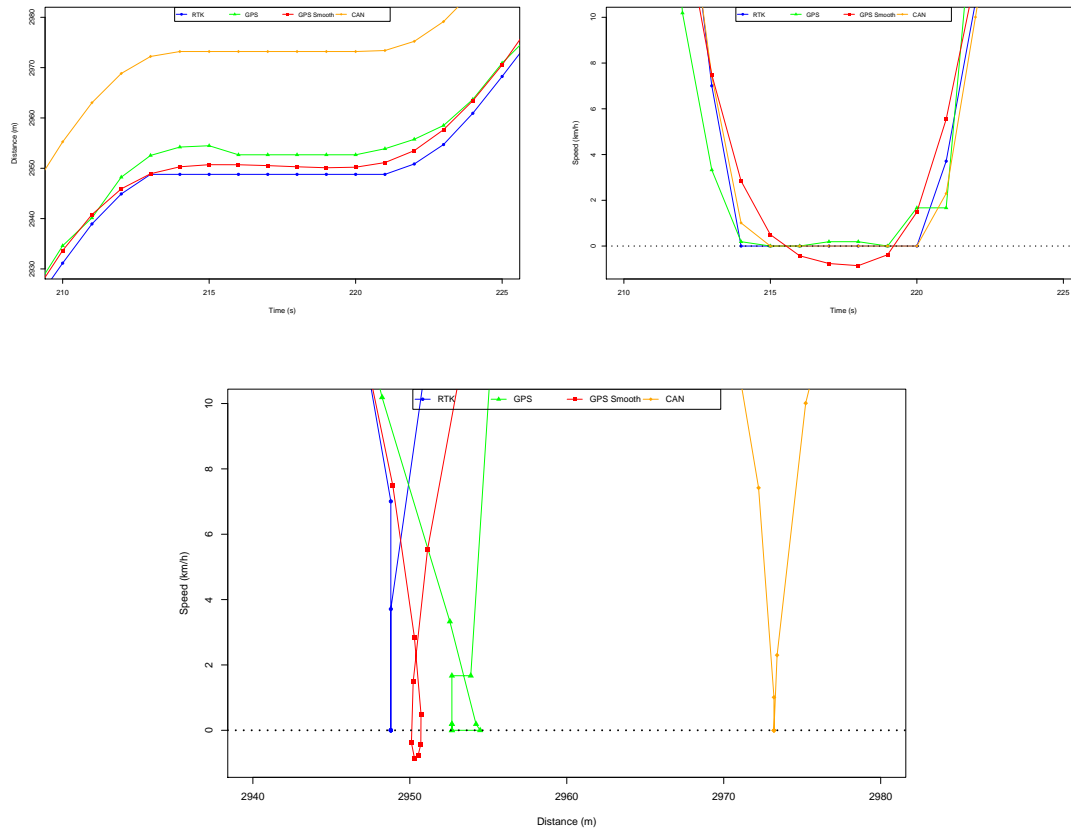 RTK GPS GPS Smooth CAN
Distance (m)
2980
2970
2960
2950
2940
2930
210 215 220 225
Time (s)
RTK GPS GPS Smooth CAN
Speed (km/h)
10
8
6
4
2
0
210 215 220 225
Time (s)
RTK GPS GPS Smooth CAN
Speed (km/h)
10
8
6
4
2
0
2940 2950 2960 2970 2980
Distance (m)